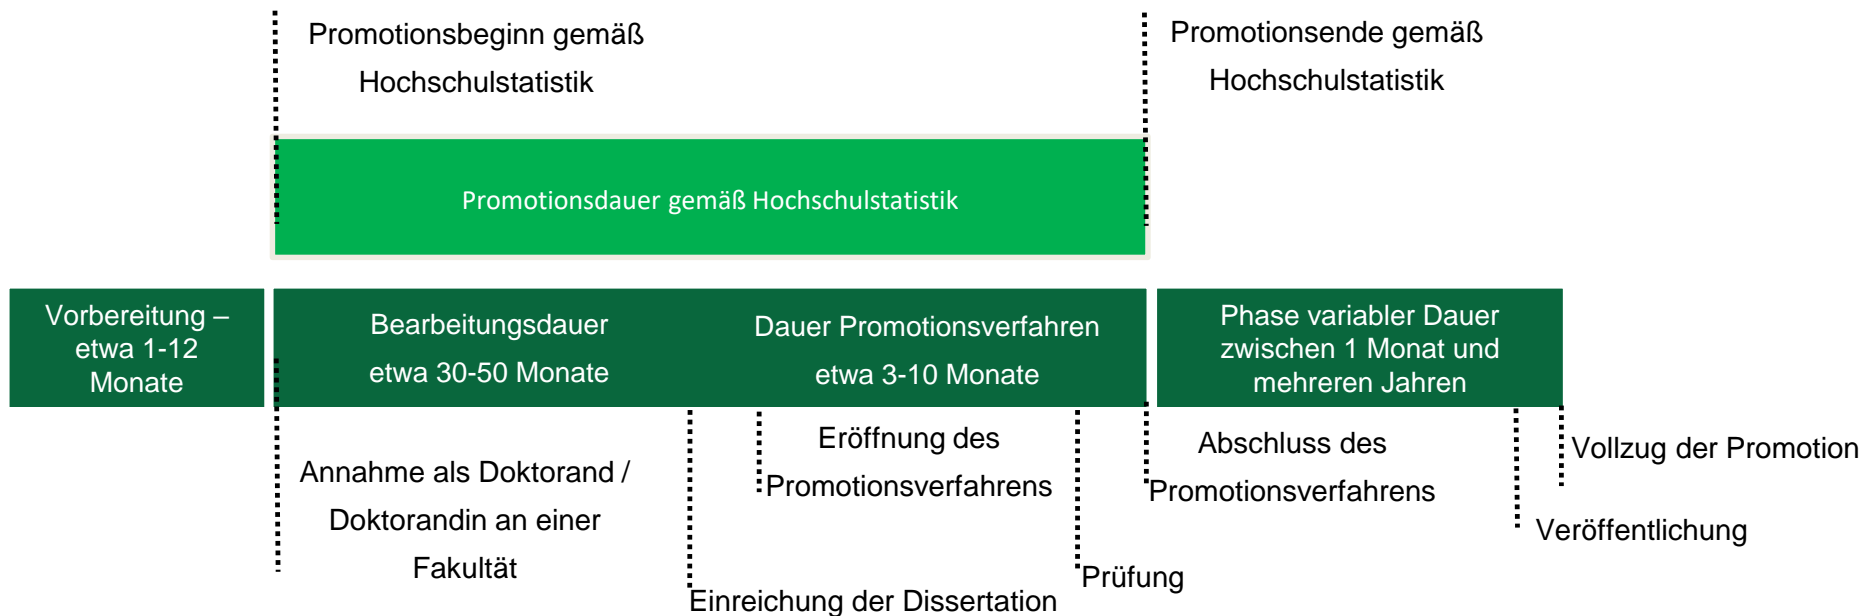 Promotionsbeginn gemäß
Hochschulstatistik
Promotionsende gemäß
Hochschulstatistik
Promotionsdauer gemäß Hochschulstatistik
Vorbereitung –
etwa 1-12
Monate
Bearbeitungsdauer
etwa 30-50 Monate
Dauer Promotionsverfahren
etwa 3-10 Monate
Phase variabler Dauer
zwischen 1 Monat und
mehreren Jahren
Annahme als Doktorand /
Doktorandin an einer
Fakultät
Einreichung der Dissertation
Eröffnung des
Promotionsverfahrens
Prüfung
Abschluss des
Promotionsverfahrens
Veröffentlichung
Vollzug der Promotion